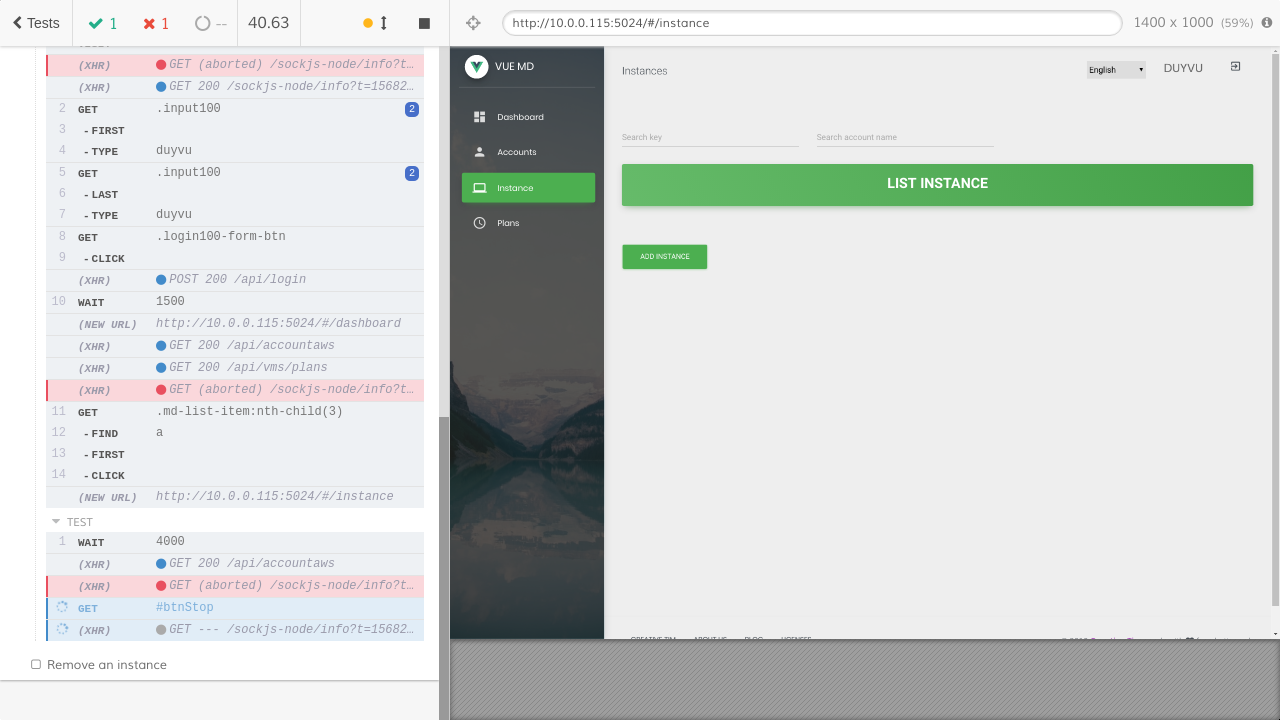 Tests
1
1
--
40.63
http://10.0.0.115:5024/#/instance
1400 x 1000 (59%)
(XHR) GET (aborted) /sockjs-node/info?t…
(XHR) GET 200 /sockjs-node/info?t=15682…
2 GET .input100 2
3 -FIRST
4 -TYPE duyvu
5 GET .input100 2
6 -LAST
7 -TYPE duyvu
8 GET .login100-form-btn
9 -CLICK
(XHR) POST 200 /api/login
10 WAIT 1500
(NEW URL) http://10.0.0.115:5024/#/dashboard
(XHR) GET 200 /api/accountaws
(XHR) GET 200 /api/vms/plans
(XHR) GET (aborted) /sockjs-node/info?t…
11 GET .md-list-item:nth-child(3)
12 -FIND a
13 -FIRST
14 -CLICK
(NEW URL) http://10.0.0.115:5024/#/instance
TEST
1 WAIT 4000
(XHR) GET 200 /api/accountaws
(XHR) GET (aborted) /sockjs-node/info?t…
GET #btnStop
(XHR) GET --- /sockjs-node/info?t=15682…
Remove an instance
VUE MD
Dashboard
Accounts
Instance
Plans
Instances
English
DUYVU
Search key
Search account name
LIST INSTANCE
ADD INSTANCE